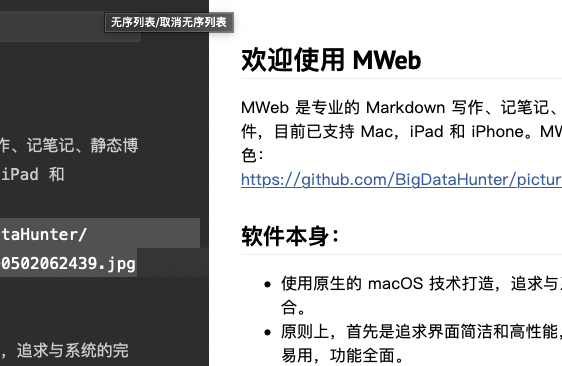 无序列表/取消无序列表
作、记笔记、静态博
iPad 和
taHunter/
0502062439.jpg
，追求与系统的完
欢迎使用 MWeb
MWeb 是专业的 Markdown 写作、记笔记、
件，目前已支持 Mac，iPad 和 iPhone。MW
色：
https://github.com/BigDataHunter/pictur
软件本身：
• 使用原生的 macOS 技术打造，追求与
合。
• 原则上，首先是追求界面简洁和高性能，
易用，功能全面。